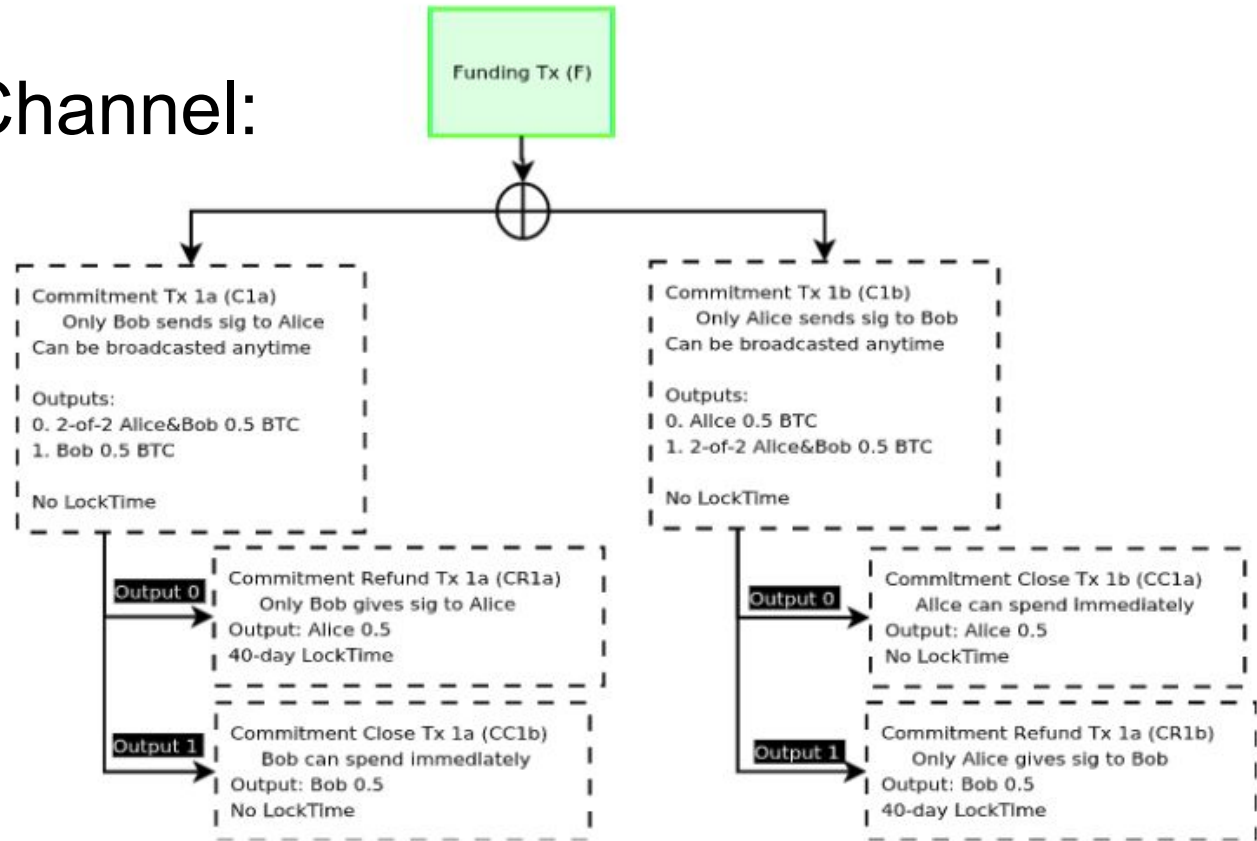 Channel:
Funding Tx (F)
Commitment Tx 1a (C1a)
Only Bob sends sig to Alice
Can be broadcasted anytime
Outputs:
0. 2-of-2 Alice&Bob 0.5 BTC
1. Bob 0.5 BTC
No LockTime
Commitment Tx 1b (C1b)
Only Alice sends sig to Bob
Can be broadcasted anytime
Outputs:
0. Alice 0.5 BTC
1. 2-of-2 Alice&Bob 0.5 BTC
No LockTime
Output 0
Commitment Refund Tx 1a (CR1a)
Only Bob gives sig to Alice
Output: Alice 0.5
40-day LockTime
Output 1
Commitment Close Tx 1a (CC1b)
Bob can spend immediately
Output: Bob 0.5
No LockTime
Output 0
Commitment Close Tx 1b (CC1a)
Alice can spend immediately
Output: Alice 0.5
No LockTime
Output 1
Commitment Refund Tx 1a (CR1b)
Only Alice gives sig to Bob
Output: Bob 0.5
40-day LockTime